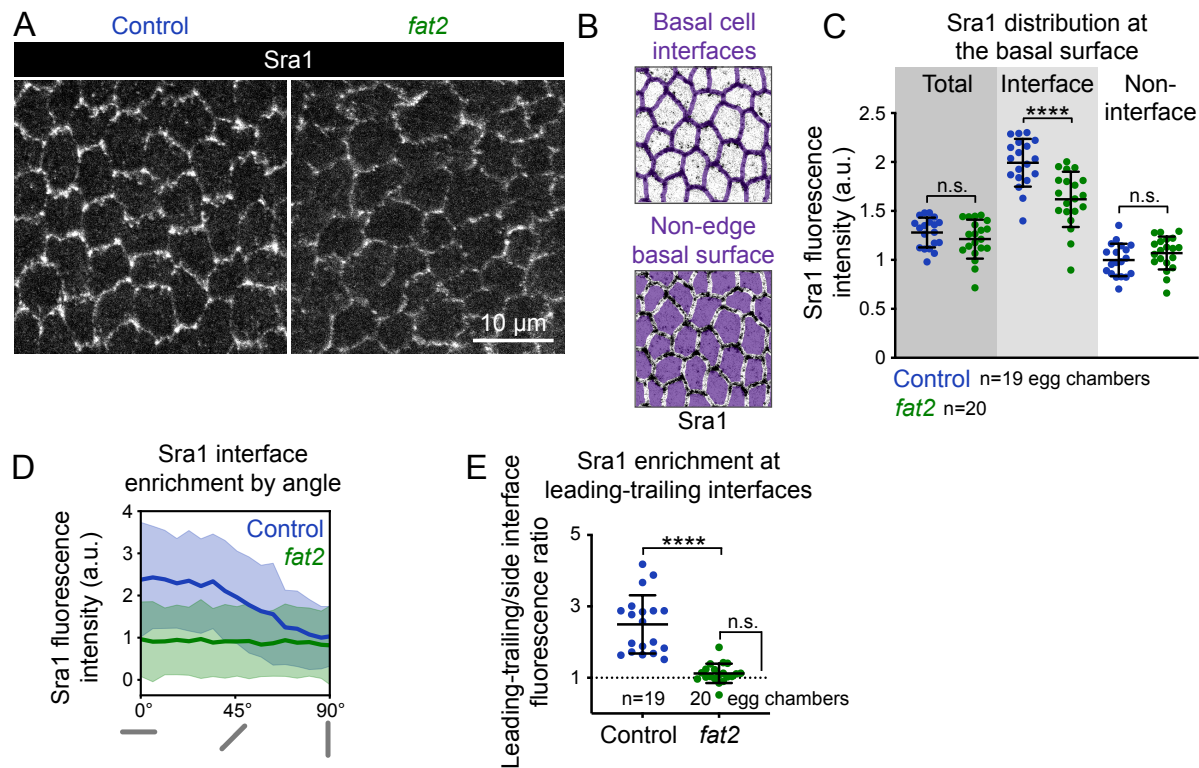 A
Control
fat2
Sra1
10 µm
B
Basal cell
interfaces
Non-edge
basal surface
Sra1
C
Sra1 distribution at
the basal surface
Total
Interface
Non-
interface
Sra1 fluorescence
intensity (a.u.)
2.5
2
1.5
1
0.5
0
n.s.
****
n.s.
Control n=19 egg chambers
fat2 n=20
D
Sra1 interface
enrichment by angle
Sra1 fluorescence
intensity (a.u.)
4
3
2
1
0
Control
fat2
0°
45°
90°
E
Sra1 enrichment at
leading-trailing interfaces
Leading-trailing/side interface
fluorescence ratio
5
3
1
****
n.s.
n=19
20 egg chambers
Control
fat2